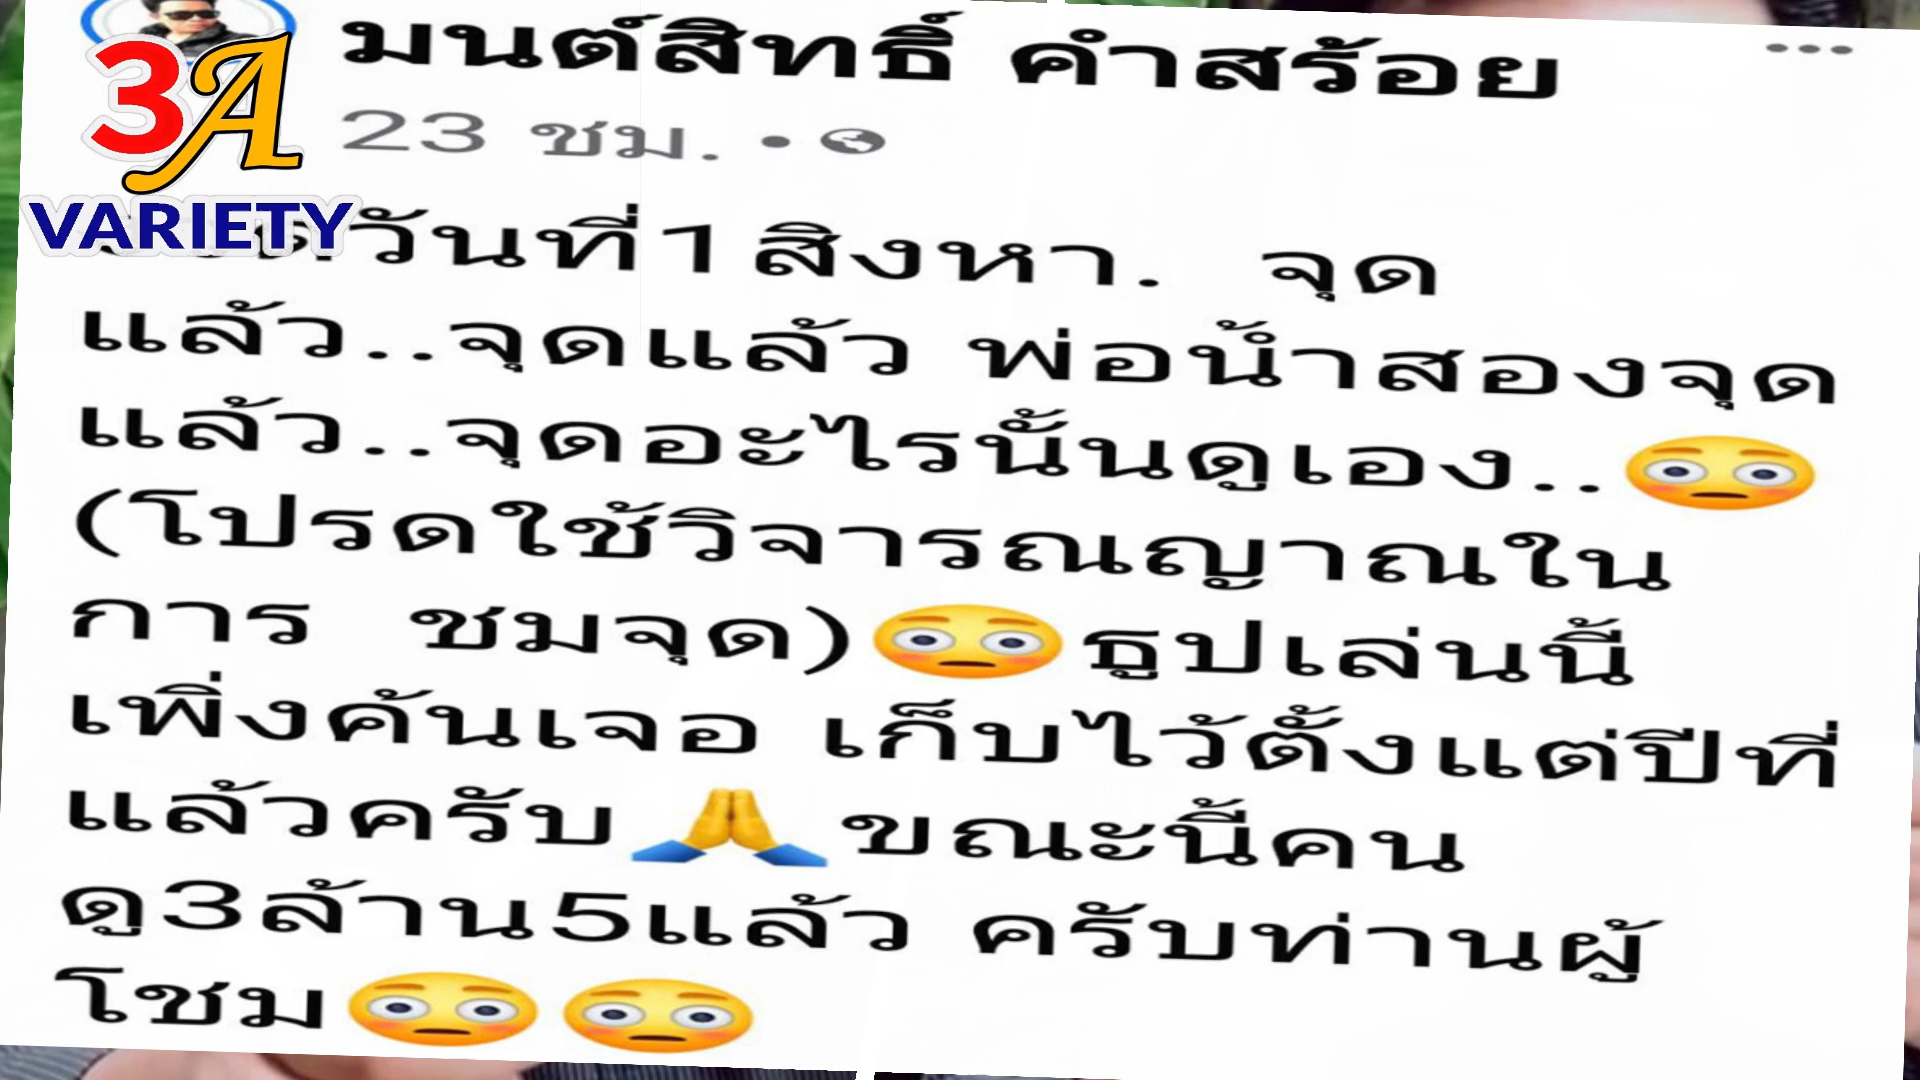 มนต์สิทธิ์ คำสร้อย
23 ชม.
3A
VARIETY
วันที่1สิงหา. จุด
แล้ว..จุดแล้ว พ่อน้ำสองจุด
แล้ว..จุดอะไรนั้นดูเอง..😳
(โปรดใช้วิจารณญาณใน
การ ชมจุด)😳ธูปเล่นนี้
เพิ่งค้นเจอ เก็บไว้ตั้งแต่ปีที่
แล้วครับ🙏ขณะนี้คน
ดู3ล้าน5แล้ว ครับท่านผู้
โชม😳😳